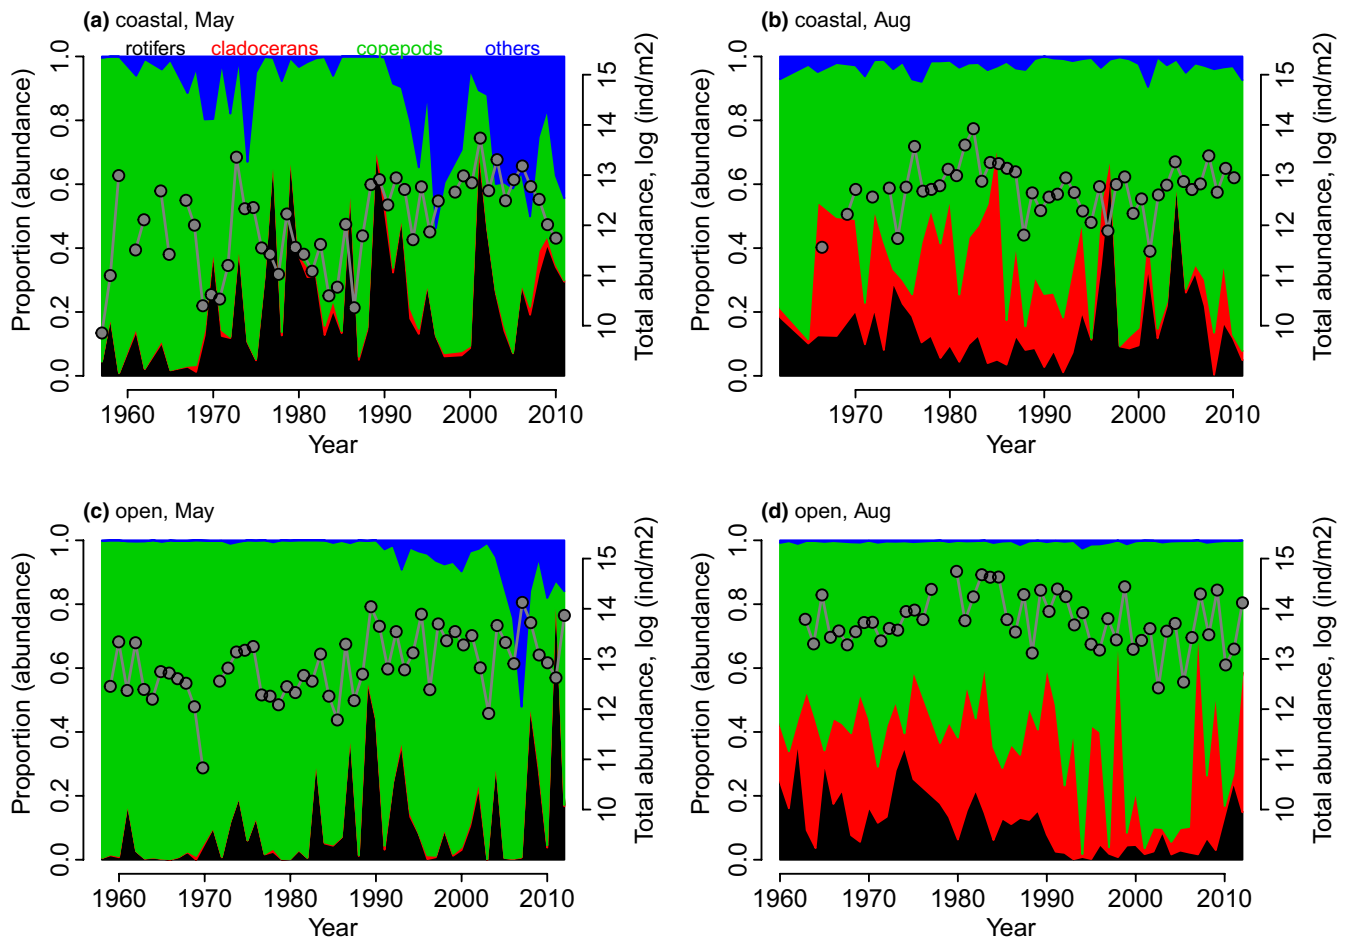 (a) coastal, May
rotifers cladocerans copepods others
Proportion (abundance)
0.0 0.2 0.4 0.6 0.8 1.0
10 11 12 13 14 15
Total abundance, log (ind/m2)
1960 1970 1980 1990 2000 2010
Year
(b) coastal, Aug
Proportion (abundance)
0.0 0.2 0.4 0.6 0.8 1.0
10 11 12 13 14 15
Total abundance, log (ind/m2)
1970 1980 1990 2000 2010
Year
(c) open, May
Proportion (abundance)
0.0 0.2 0.4 0.6 0.8 1.0
10 11 12 13 14 15
Total abundance, log (ind/m2)
1960 1970 1980 1990 2000 2010
Year
(d) open, Aug
Proportion (abundance)
0.0 0.2 0.4 0.6 0.8 1.0
10 11 12 13 14 15
Total abundance, log (ind/m2)
1960 1970 1980 1990 2000 2010
Year